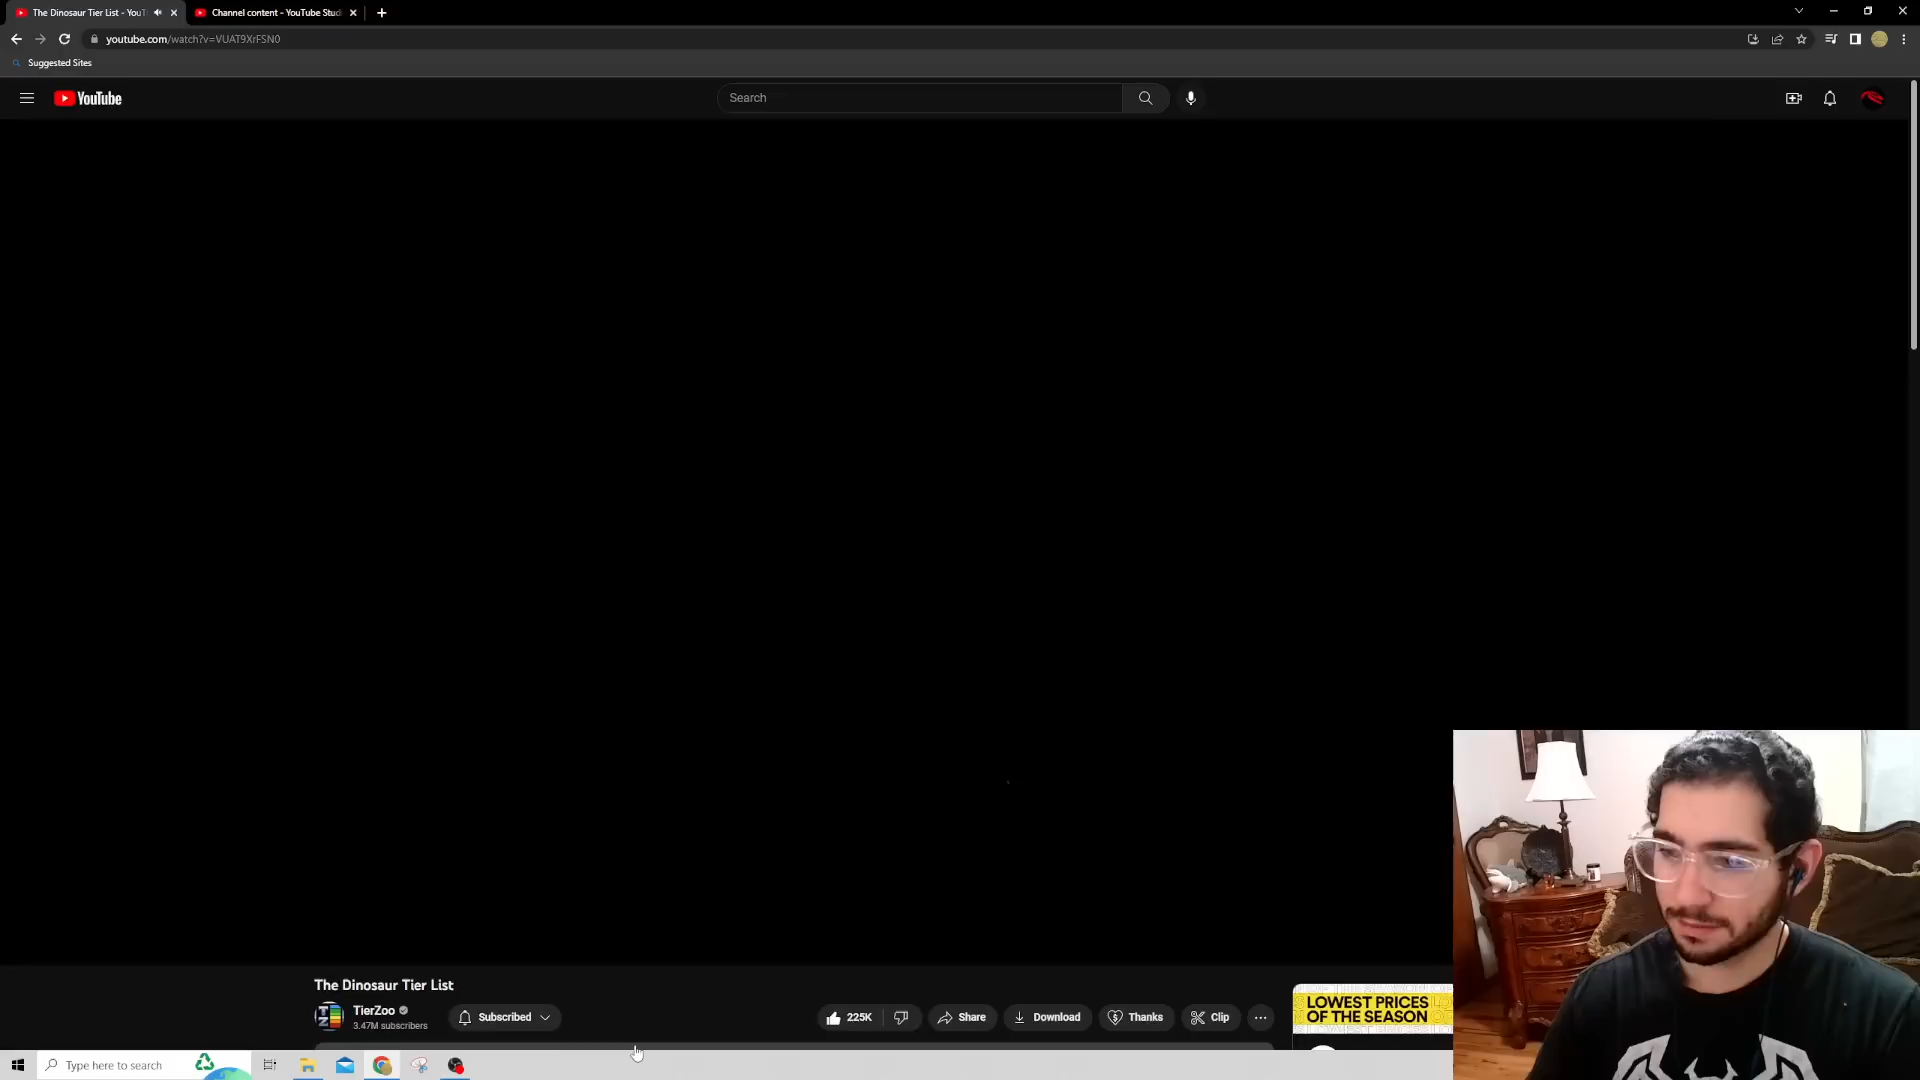 The Dinosaur Tier List - YouT
Channel content - YouTube Stud
youtube.com/watch?v=VUAT9XrFSN0
Suggested Sites
YouTube
Search
The Dinosaur Tier List
TierZoo
3.47M subscribers
Subscribed
225K
Share
Download
Thanks
Clip
LOWEST PRICES
OF THE SEASON
Type here to search